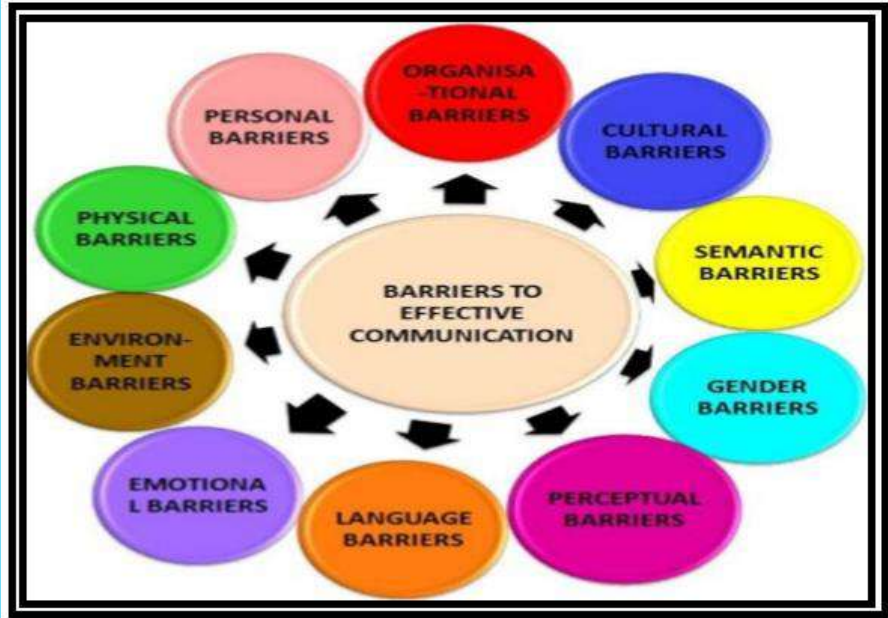 ORGANISA
-TIONAL
BARRIERS
CULTURAL
BARRIERS
SEMANTIC
BARRIERS
GENDER
BARRIERS
PERCEPTUAL
BARRIERS
LANGUAGE
BARRIERS
EMOTIONA
L BARRIERS
ENVIRON-
MENT
BARRIERS
PHYSICAL
BARRIERS
PERSONAL
BARRIERS
BARRIERS TO
EFFECTIVE
COMMUNICATION